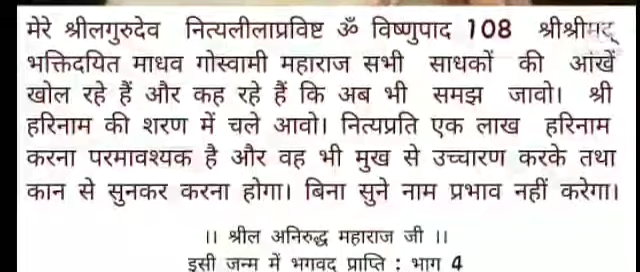 मेरे श्रीलगुरुदेव नित्यलीलाप्रविष्ट ॐ विष्णुपाद 108 श्रीश्रीमद्
भक्तिदयित माधव गोस्वामी महाराज सभी साधकों की आंखें
खोल रहे हैं और कह रहे हैं कि अब भी समझ जावो। श्री
हरिनाम की शरण में चले आवो। नित्यप्रति एक लाख हरिनाम
करना परमावश्यक है और वह भी मुख से उच्चारण करके तथा
कान से सुनकर करना होगा। बिना सुने नाम प्रभाव नहीं करेगा।
।। श्रील अनिरुद्ध महाराज जी ।।
इसी जन्म में भगवद प्राप्ति : भाग 4